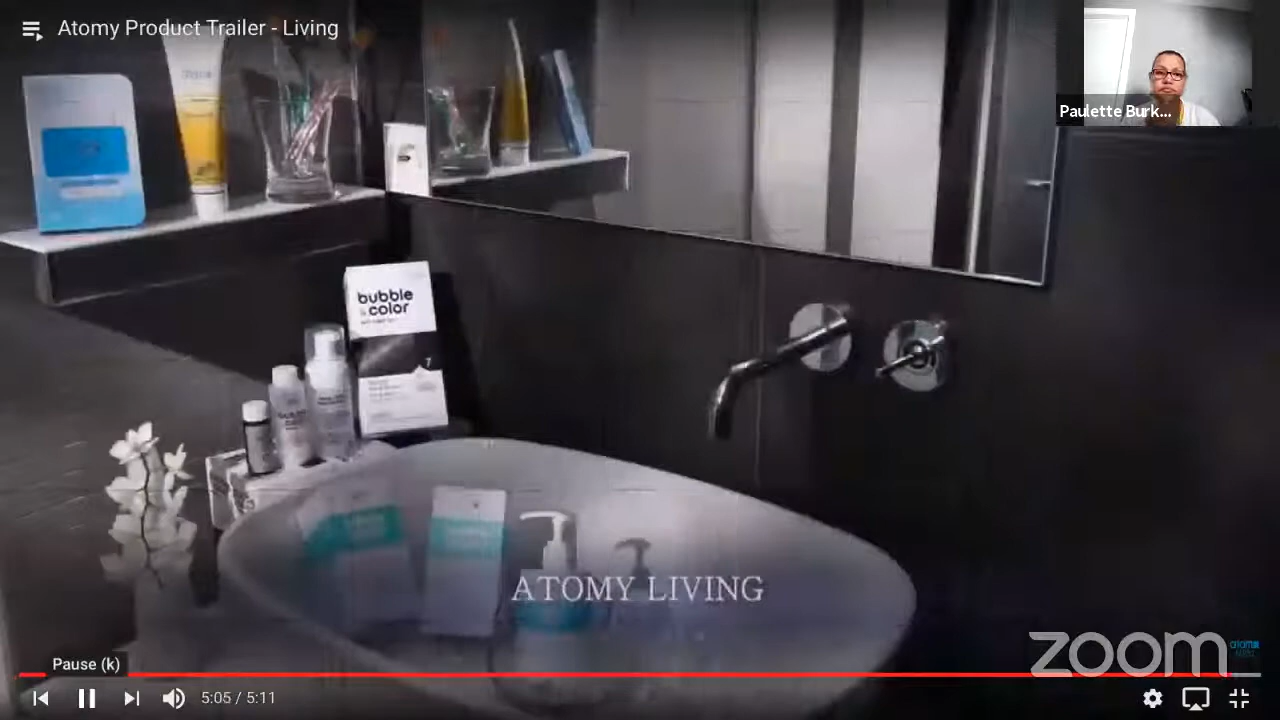 Atomy Product Trailer - Living
Paulette Burk...
bubble
& color
ATOMY LIVING
zoom
Pause (k)
5:05 / 5:11